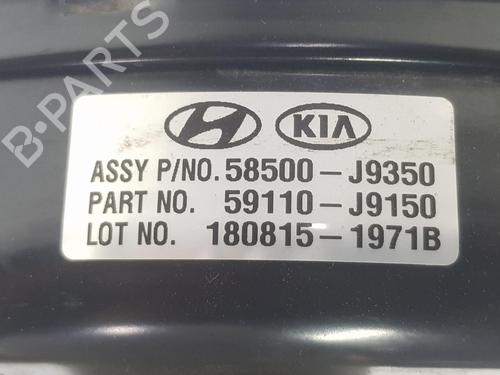 B-PARTS
KIA
ASSY P/NO. 58500-J9350
PART NO. 59110-J9150
LOT NO. 180815-1971B